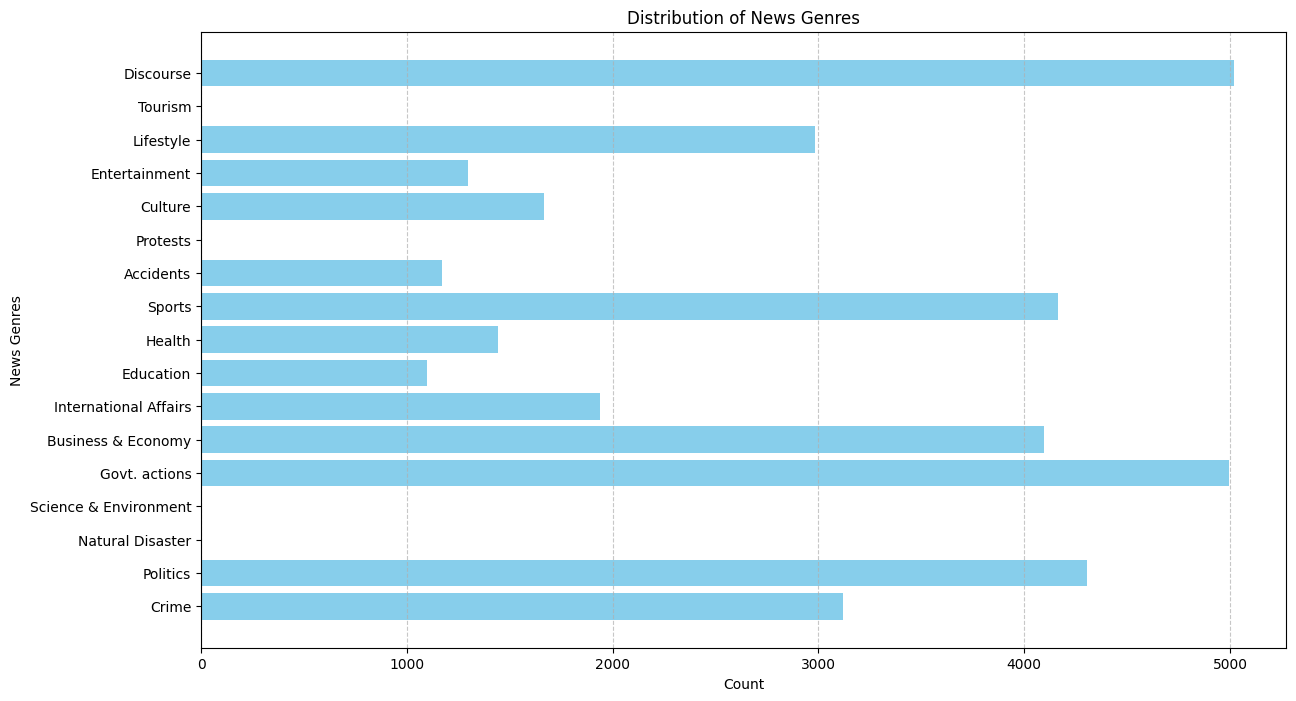 Distribution of News Genres
News Genres
Discourse
Tourism
Lifestyle
Entertainment
Culture
Protests
Accidents
Sports
Health
Education
International Affairs
Business & Economy
Govt. actions
Science & Environment
Natural Disaster
Politics
Crime
0 1000 2000 3000 4000 5000
Count